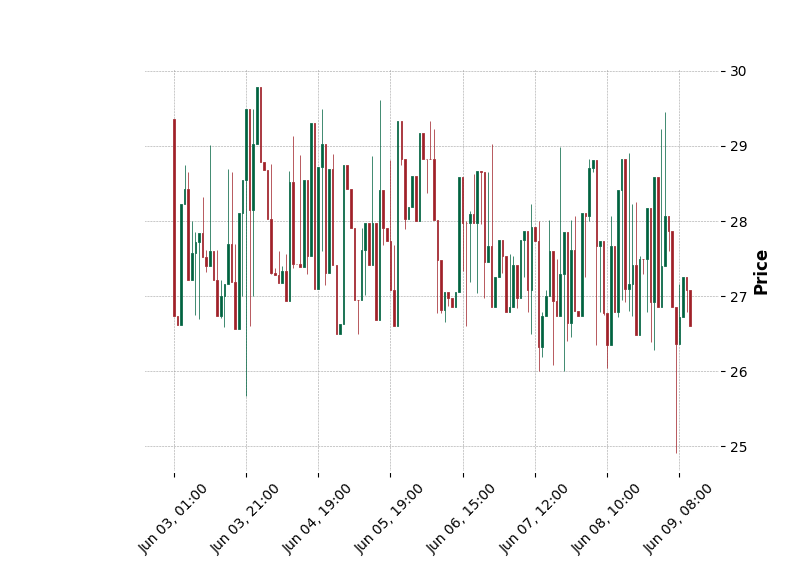 30
29
28
27
26
25
Price
Jun 03, 01:00
Jun 03, 21:00
Jun 04, 19:00
Jun 05, 19:00
Jun 06, 15:00
Jun 07, 12:00
Jun 08, 10:00
Jun 09, 08:00